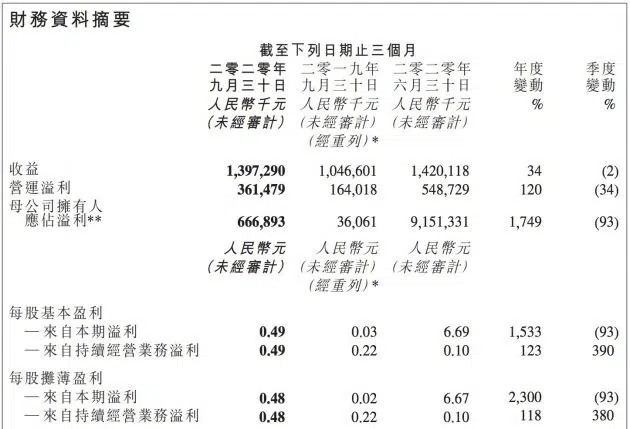 財務資料摘要
截至下列日期止三個月
二零二零年 二零一九年 二零二零年 年度 季度
九月三十日 九月三十日 六月三十日 變動 變動
人民幣千元 人民幣千元 人民幣千元 % %
(未經審計) (未經審計) (未經審計)
(經重列)*
收益 1,397,290 1,046,601 1,420,118 34 (2)
營運溢利 361,479 164,018 548,729 120 (34)
母公司擁有人
應佔溢利** 666,893 36,061 9,151,331 1,749 (93)
人民幣元 人民幣元 人民幣元
(未經審計) (未經審計) (未經審計)
(經重列)*
每股基本盈利
—來自本期溢利 0.49 0.03 6.69 1,533 (93)
—來自持續經營業務溢利 0.49 0.22 0.10 123 390
每股攤薄盈利
—來自本期溢利 0.48 0.02 6.67 2,300 (93)
—來自持續經營業務溢利 0.48 0.22 0.10 118 380